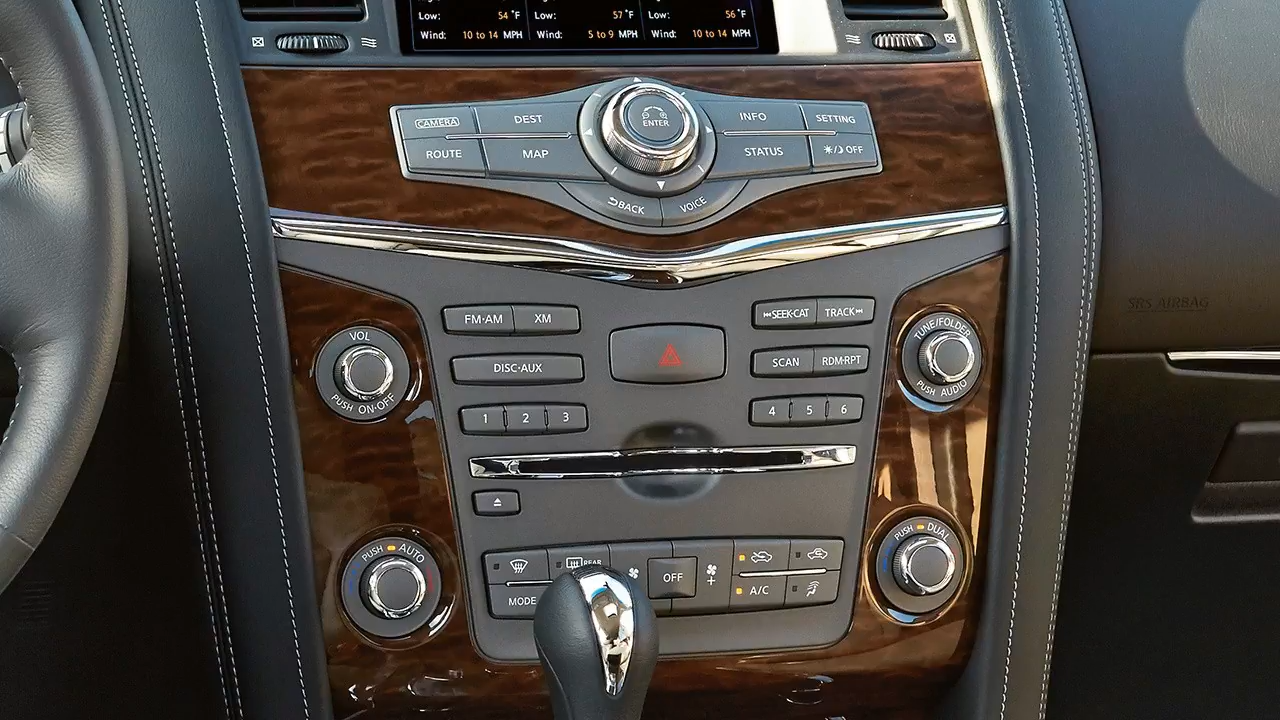 Low: 54 °F Low: 57 °F Low: 56 °F
Wind: 10 to 14 MPH Wind: 5 to 9 MPH Wind: 10 to 14 MPH
CAMERA DEST ENTER INFO SETTING
ROUTE MAP STATUS OFF
BACK VOICE
SRS AIRBAG
FM·AM XM SEEK·CAT TRACK
VOL TUNE/FOLDER
DISC·AUX SCAN RDM·RPT
PUSH ON·OFF PUSH AUDIO
1 2 3 4 5 6
PUSH AUTO PUSH DUAL
REAR
MODE OFF A/C